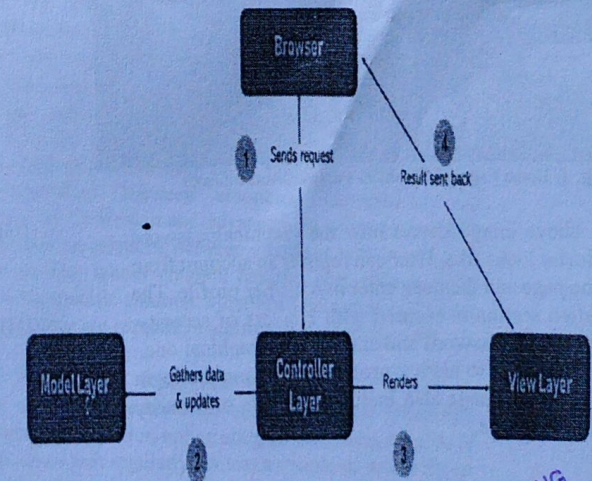 Browser
1
Sends request
4
Result sent back
Model Layer
Gathers data
& updates
Controller
Layer
Renders
View Layer
2
3